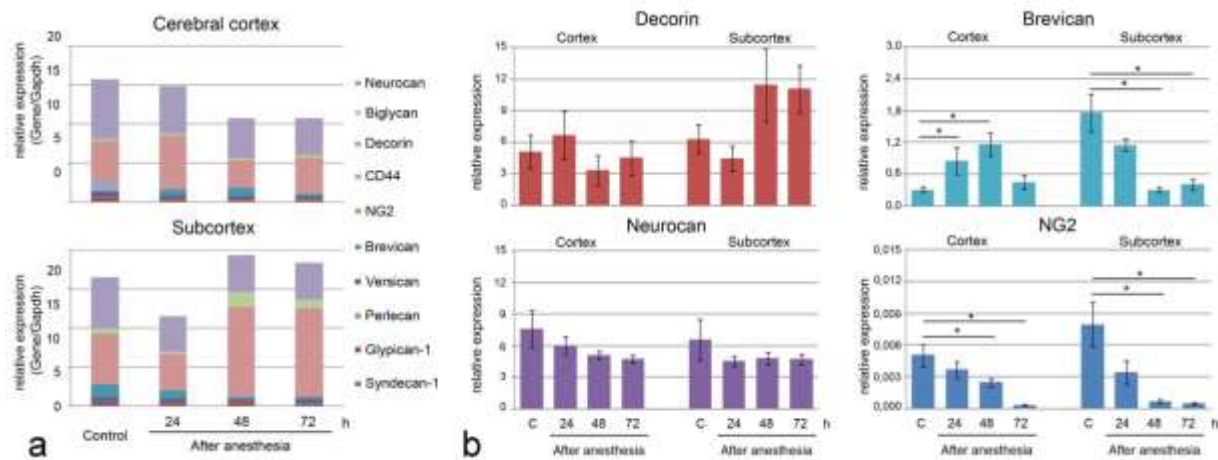 Cerebral cortex
relative expression
(Gene/Gapdh)
20
15
10
5
0
Subcortex
relative expression
(Gene/Gapdh)
20
15
10
5
0
Control
24
48
72
h
After anesthesia
a
Neurocan
Biglycan
Decorin
CD44
NG2
Brevican
Versican
Perlecan
Glypican-1
Syndecan-1
b
Decorin
Cortex
Subcortex
relative expression
15
12
9
6
3
0
Brevican
Cortex
Subcortex
relative expression
3,0
2,4
1,8
1,2
0,6
0,0
* * * *
Neurocan
Cortex
Subcortex
relative expression
15
12
9
6
3
0
C 24 48 72 C 24 48 72 h
After anesthesia After anesthesia
NG2
Cortex
Subcortex
relative expression
0,015
0,012
0,009
0,006
0,003
0,000
* * * *
C 24 48 72 C 24 48 72 h
After anesthesia After anesthesia